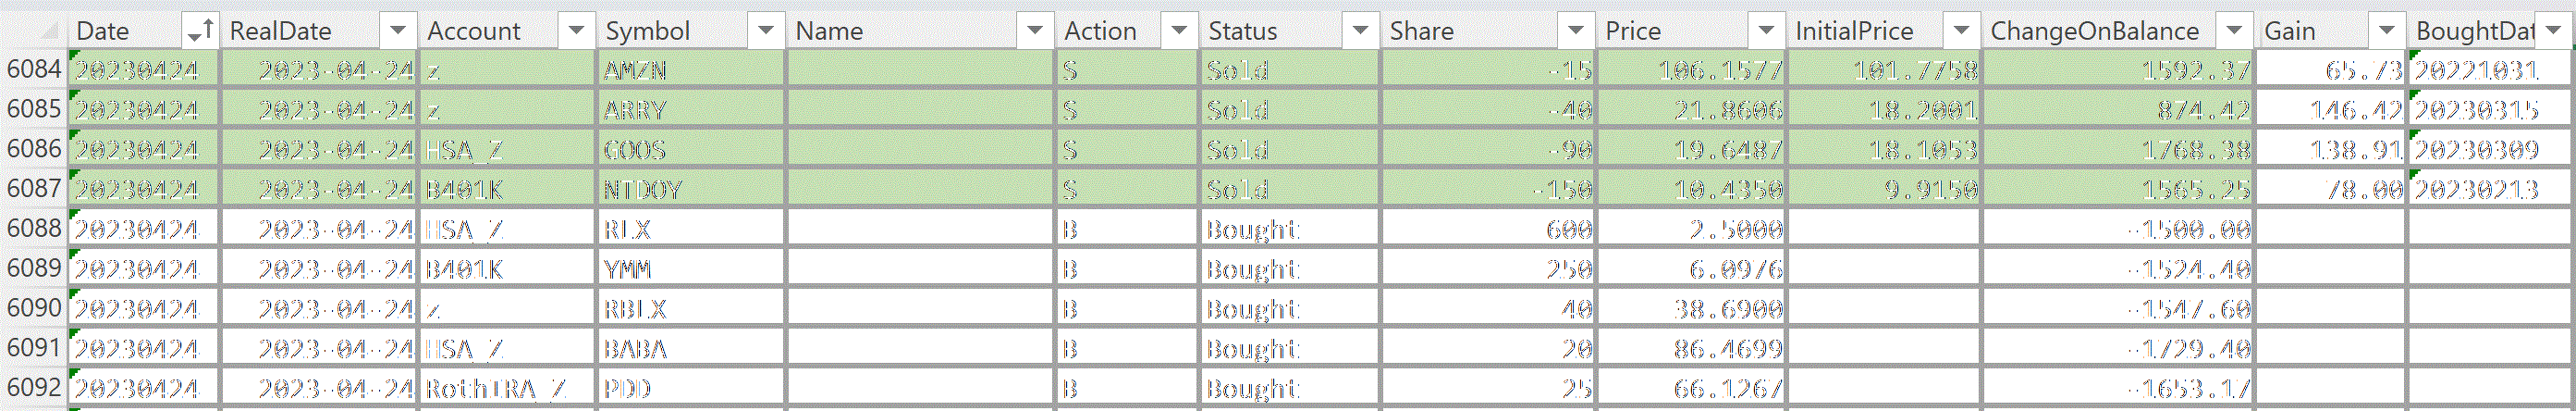 Date RealDate Account Symbol Name Action Status Share Price InitialPrice ChangeOnBalance Gain BoughtDat
6084 20230424 2023-04-24 z AMZN S Sold -15 106.1577 101.7758 1592.37 65.73 20221031
6085 20230424 2023-04-24 z ARRY S Sold -40 21.8606 18.2001 874.42 146.42 20230315
6086 20230424 2023-04-24 HSA_Z GOOS S Sold -90 19.6487 18.1053 1768.38 138.91 20230309
6087 20230424 2023-04-24 B401K NTDOY S Sold -150 10.4350 9.9150 1565.25 78.00 20230213
6088 20230424 2023-04-24 HSA_Z RLX B Bought 600 2.5000 -1500.00
6089 20230424 2023-04-24 B401K YMM B Bought 250 6.0976 -1524.40
6090 20230424 2023-04-24 z RBLX B Bought 40 38.6900 -1547.60
6091 20230424 2023-04-24 HSA_Z BABA B Bought 20 86.4699 -1729.40
6092 20230424 2023-04-24 RothIRA_Z PDD B Bought 25 66.1267 -1653.17